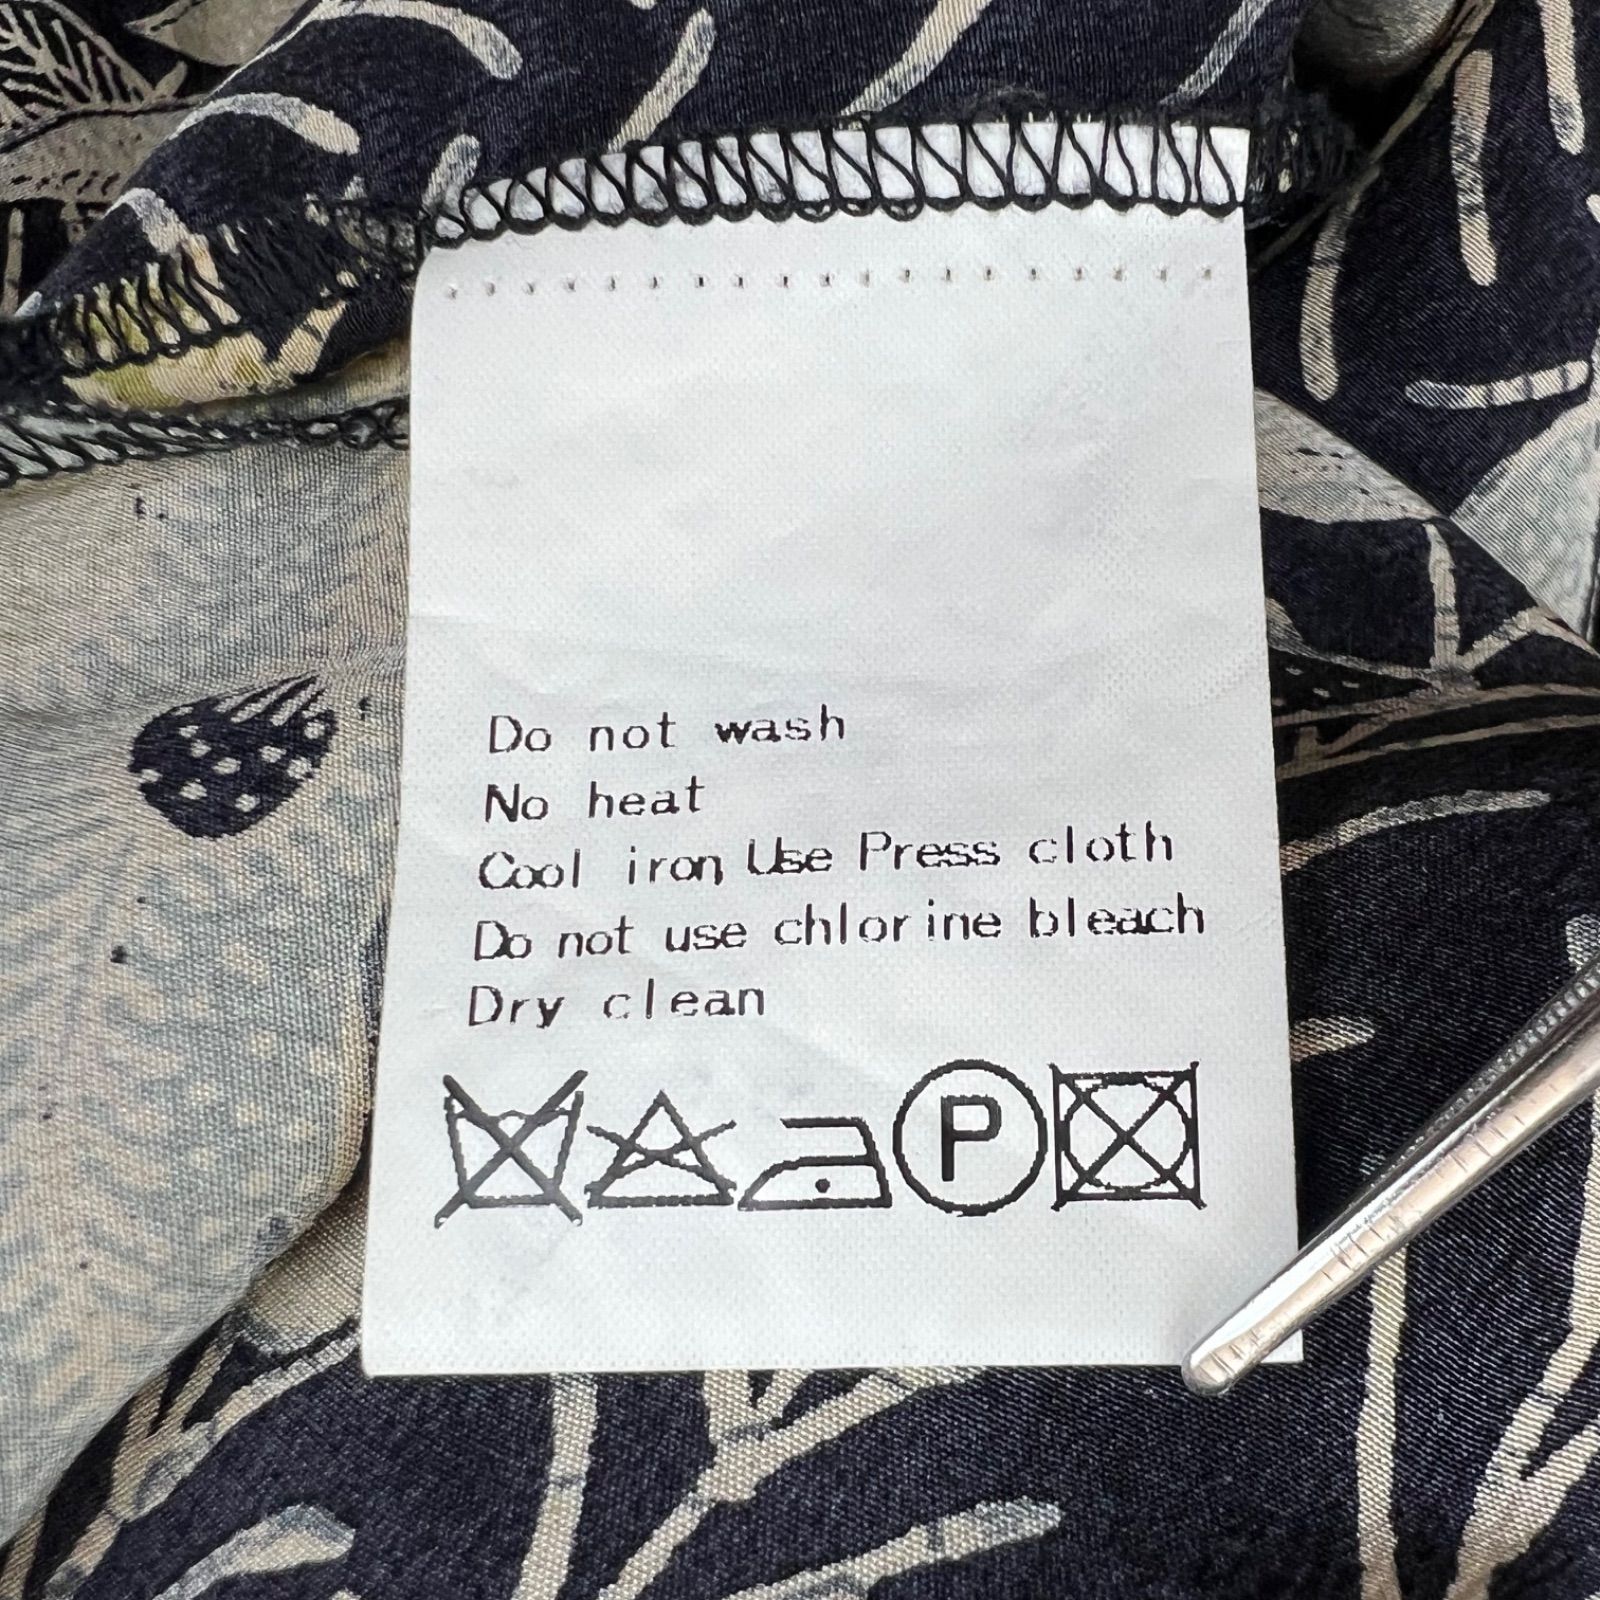 Do not wash
No heat
Cool iron, Use Press cloth
Do not use chlorine bleach
Dry clean
P